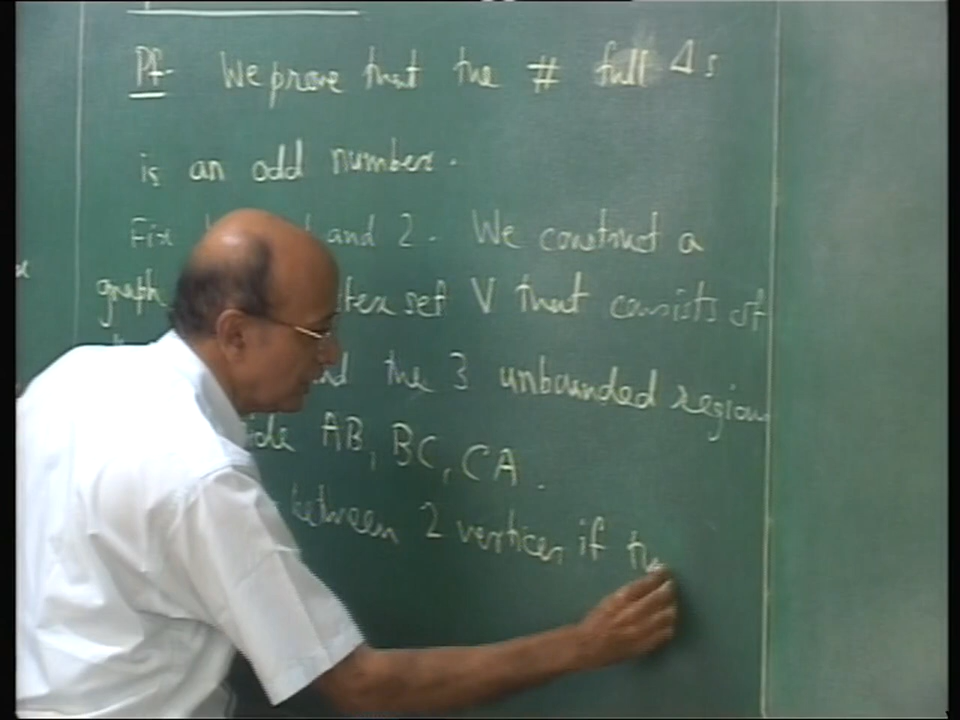 Pf. We prove that the # full Δs
is an odd number.
Fix and 2. We construct a
graph set V that consists of
the 3 unbounded region
AB, BC, CA.
between 2 vertices if